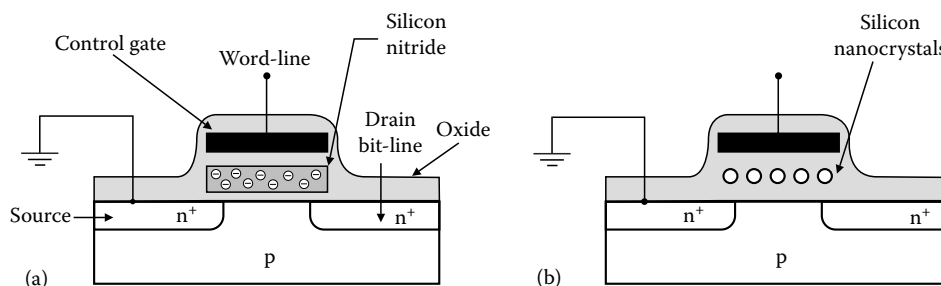 Control gate
Word-line
Silicon
nitride
Drain
bit-line
Oxide
Source
n+
n+
p
(a)
Silicon
nanocrystals
n+
n+
p
(b)